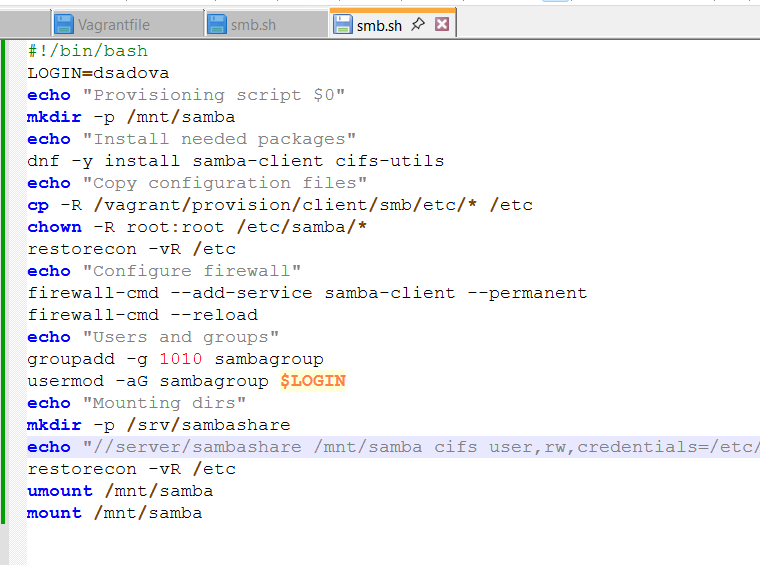 Vagrantfile smb.sh smb.sh
#!/bin/bash
LOGIN=dsadova
echo "Provisioning script $0"
mkdir -p /mnt/samba
echo "Install needed packages"
dnf -y install samba-client cifs-utils
echo "Copy configuration files"
cp -R /vagrant/provision/client/smb/etc/* /etc
chown -R root:root /etc/samba/*
restorecon -vR /etc
echo "Configure firewall"
firewall-cmd --add-service samba-client --permanent
firewall-cmd --reload
echo "Users and groups"
groupadd -g 1010 sambagroup
usermod -aG sambagroup $LOGIN
echo "Mounting dirs"
mkdir -p /srv/sambashare
echo "//server/sambashare /mnt/samba cifs user,rw,credentials=/etc/
restorecon -vR /etc
umount /mnt/samba
mount /mnt/samba